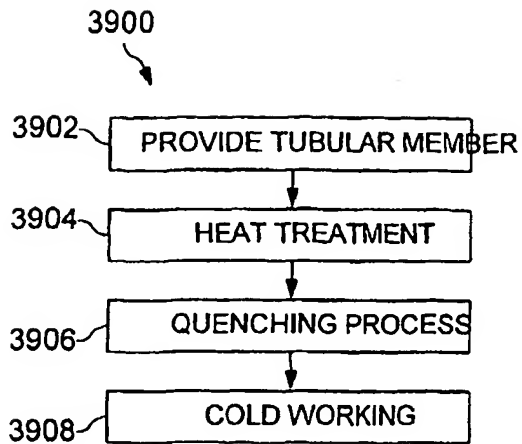 3900
3902 PROVIDE TUBULAR MEMBER
3904 HEAT TREATMENT
3906 QUENCHING PROCESS
3908 COLD WORKING